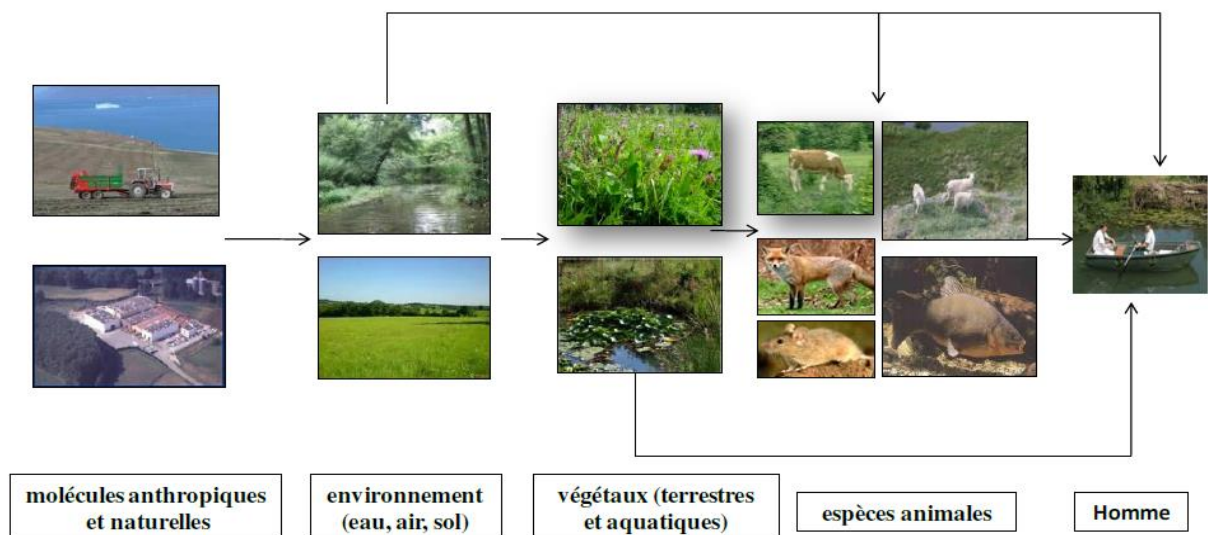 molécules anthropiques
et naturelles
environnement
(eau, air, sol)
végétaux (terrestres
et aquatiques)
espèces animales
Homme